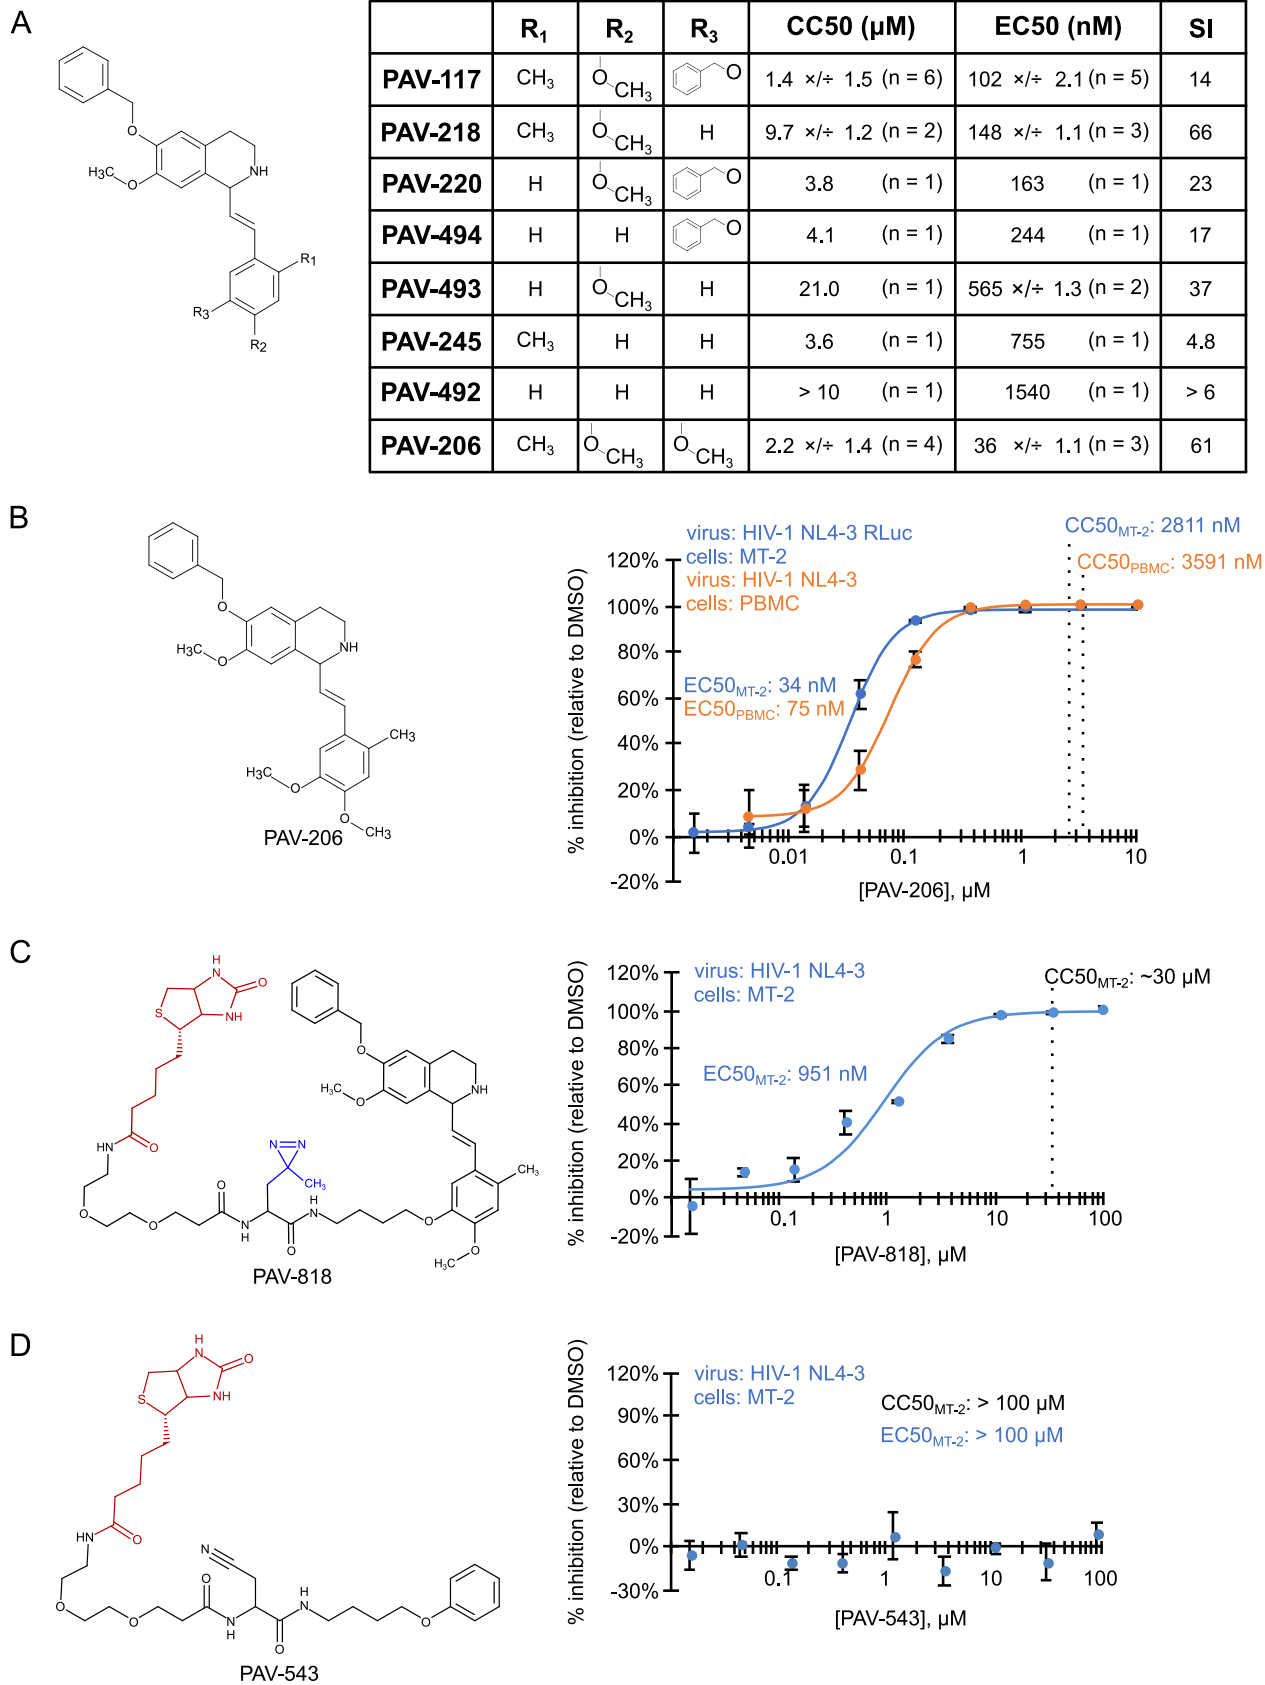 A
R1 R2 R3 CC50 (µM) EC50 (nM) SI
PAV-117 CH3 O CH3 O 1.4 ×/÷ 1.5 (n = 6) 102 ×/÷ 2.1 (n = 5) 14
PAV-218 CH3 O CH3 H 9.7 ×/÷ 1.2 (n = 2) 148 ×/÷ 1.1 (n = 3) 66
PAV-220 H O CH3 O 3.8 (n = 1) 163 (n = 1) 23
PAV-494 H H O 4.1 (n = 1) 244 (n = 1) 17
PAV-493 H O CH3 H 21.0 (n = 1) 565 ×/÷ 1.3 (n = 2) 37
PAV-245 CH3 H H 3.6 (n = 1) 755 (n = 1) 4.8
PAV-492 H H H > 10 (n = 1) 1540 (n = 1) > 6
PAV-206 CH3 O CH3 O CH3 2.2 ×/÷ 1.4 (n = 4) 36 ×/÷ 1.1 (n = 3) 61
O
H3C O
NH
R1
R3
R2
B
O
H3C O
NH
CH3
H3C O
O CH3
PAV-206
virus: HIV-1 NL4-3 RLuc
cells: MT-2
virus: HIV-1 NL4-3
cells: PBMC
CC50MT-2: 2811 nM
CC50PBMC: 3591 nM
EC50MT-2: 34 nM
EC50PBMC: 75 nM
% inhibition (relative to DMSO)
120%
100%
80%
60%
40%
20%
0%
-20%
0.01 0.1 1 10
[PAV-206], µM
C
H
N O
S NH
O
H3C O
NH
HN O
N N
CH3
CH3
O O
O H
N
H
N
O
O
H3C O
PAV-818
virus: HIV-1 NL4-3
cells: MT-2
CC50MT-2: ~30 µM
EC50MT-2: 951 nM
% inhibition (relative to DMSO)
120%
100%
80%
60%
40%
20%
0%
-20%
0.1 1 10 100
[PAV-818], µM
D
H
N O
S NH
HN O
N
O O
O H
N
H
N
O
O
PAV-543
virus: HIV-1 NL4-3
cells: MT-2
CC50MT-2: > 100 µM
EC50MT-2: > 100 µM
% inhibition (relative to DMSO)
120%
90%
60%
30%
0%
-30%
0.1 1 10 100
[PAV-543], µM